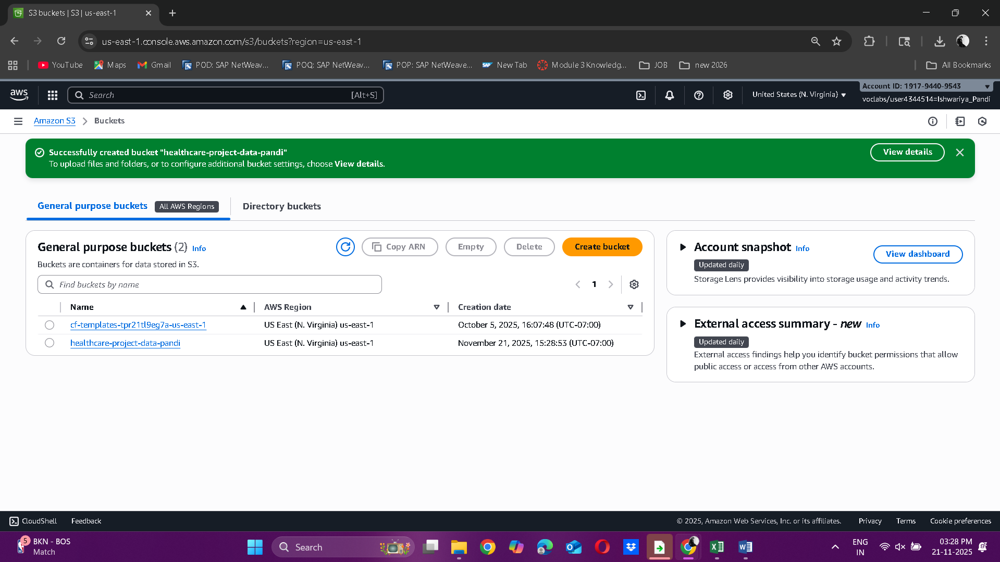 S3 buckets | S3 | us-east-1
us-east-1.console.aws.amazon.com/s3/buckets?region=us-east-1
YouTube Maps Gmail POD: SAP NetWeav... POQ: SAP NetWeav... POP: SAP NetWeave... SAP New Tab Module 3 Knowledg... JOB new 2026 All Bookmarks
aws Search [Alt+S] United States (N. Virginia) Account ID: 1917-9440-9543
voclabs/user4344514=Ishwariya_Pandi
Amazon S3 Buckets
Successfully created bucket "healthcare-project-data-pandi" View details
To upload files and folders, or to configure additional bucket settings, choose View details.
General purpose buckets All AWS Regions Directory buckets
General purpose buckets (2) Info Copy ARN Empty Delete Create bucket
Buckets are containers for data stored in S3.
Find buckets by name 1
Name AWS Region Creation date
cf-templates-tpr21tl9eg7a-us-east-1 US East (N. Virginia) us-east-1 October 5, 2025, 16:07:48 (UTC-07:00)
healthcare-project-data-pandi US East (N. Virginia) us-east-1 November 21, 2025, 15:28:53 (UTC-07:00)
Account snapshot Info View dashboard
Updated daily
Storage Lens provides visibility into storage usage and activity trends.
External access summary - new Info
Updated daily
External access findings help you identify bucket permissions that allow
public access or access from other AWS accounts.
CloudShell Feedback © 2025, Amazon Web Services, Inc. or its affiliates. Privacy Terms Cookie preferences
5 BKN - BOS
Match
Search
ENG
IN
03:28 PM
21-11-2025